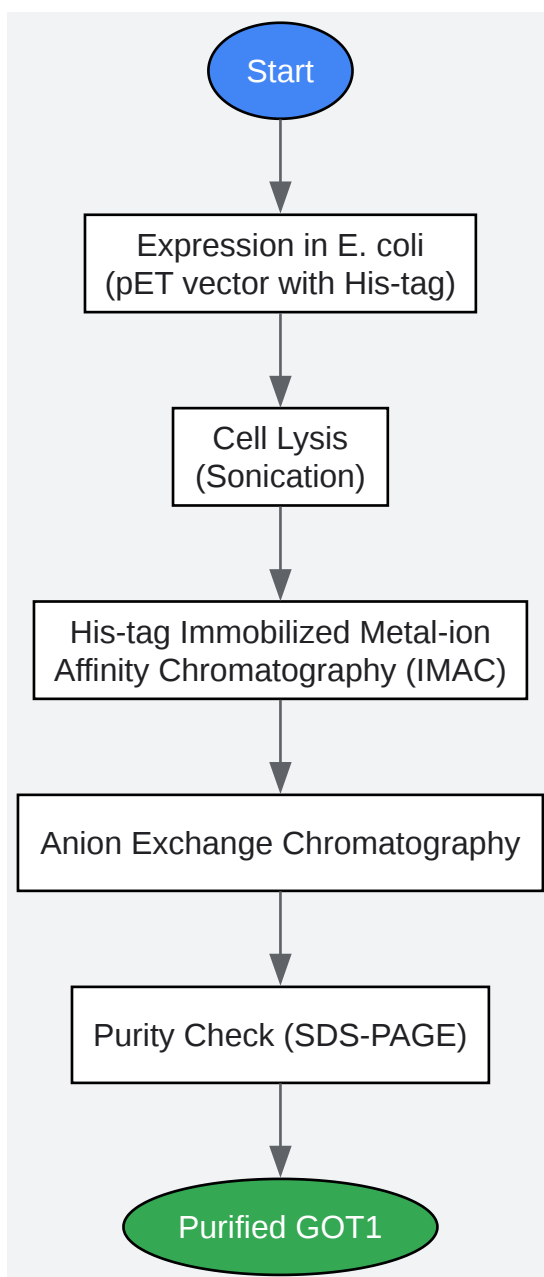 Start
Expression in E. coli
(pET vector with His-tag)
Cell Lysis
(Sonication)
His-tag Immobilized Metal-ion
Affinity Chromatography (IMAC)
Anion Exchange Chromatography
Purity Check (SDS-PAGE)
Purified GOT1